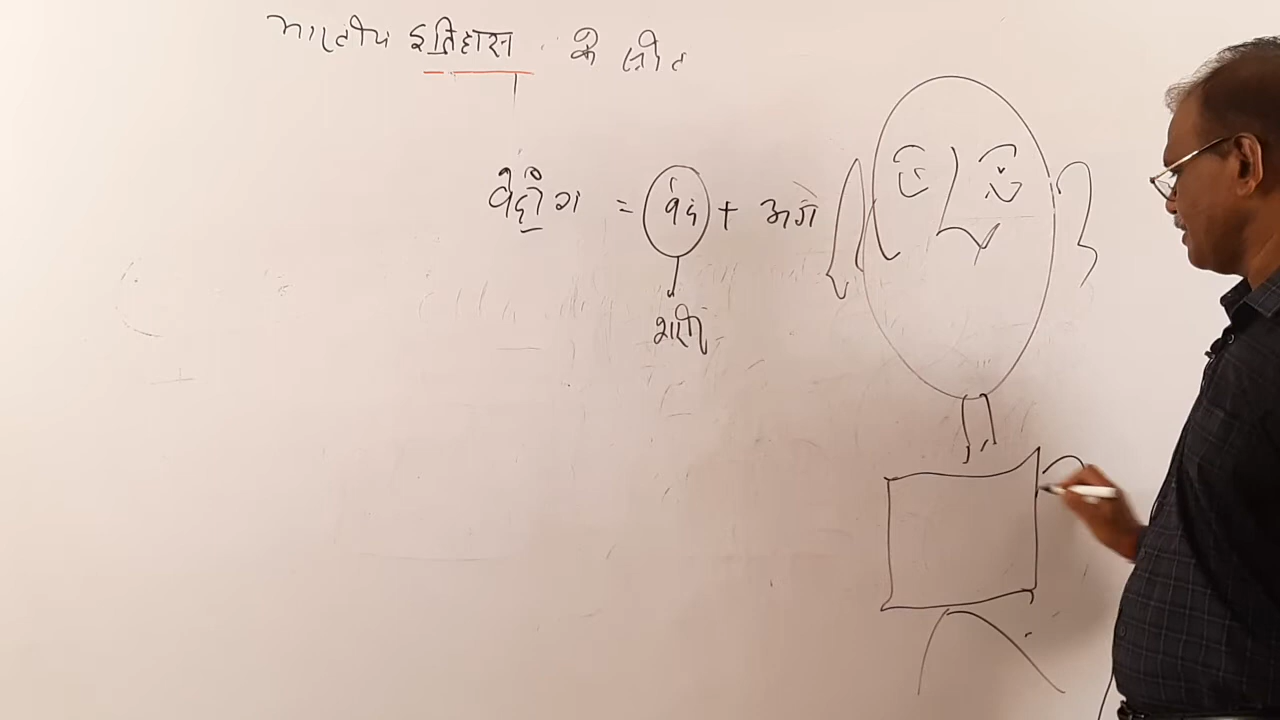 भारतीय इतिहास के स्रोत
वेदांग = वेद + अंग
शरीर